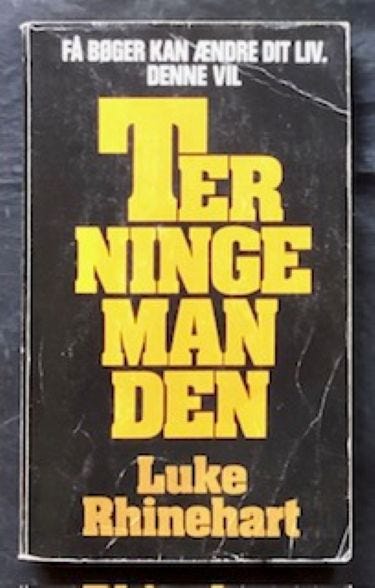 FÅ BØGER KAN ÆNDRE DIT LIV.
DENNE VIL
TER
NINGE
MAN
DEN
Luke
Rhinehart